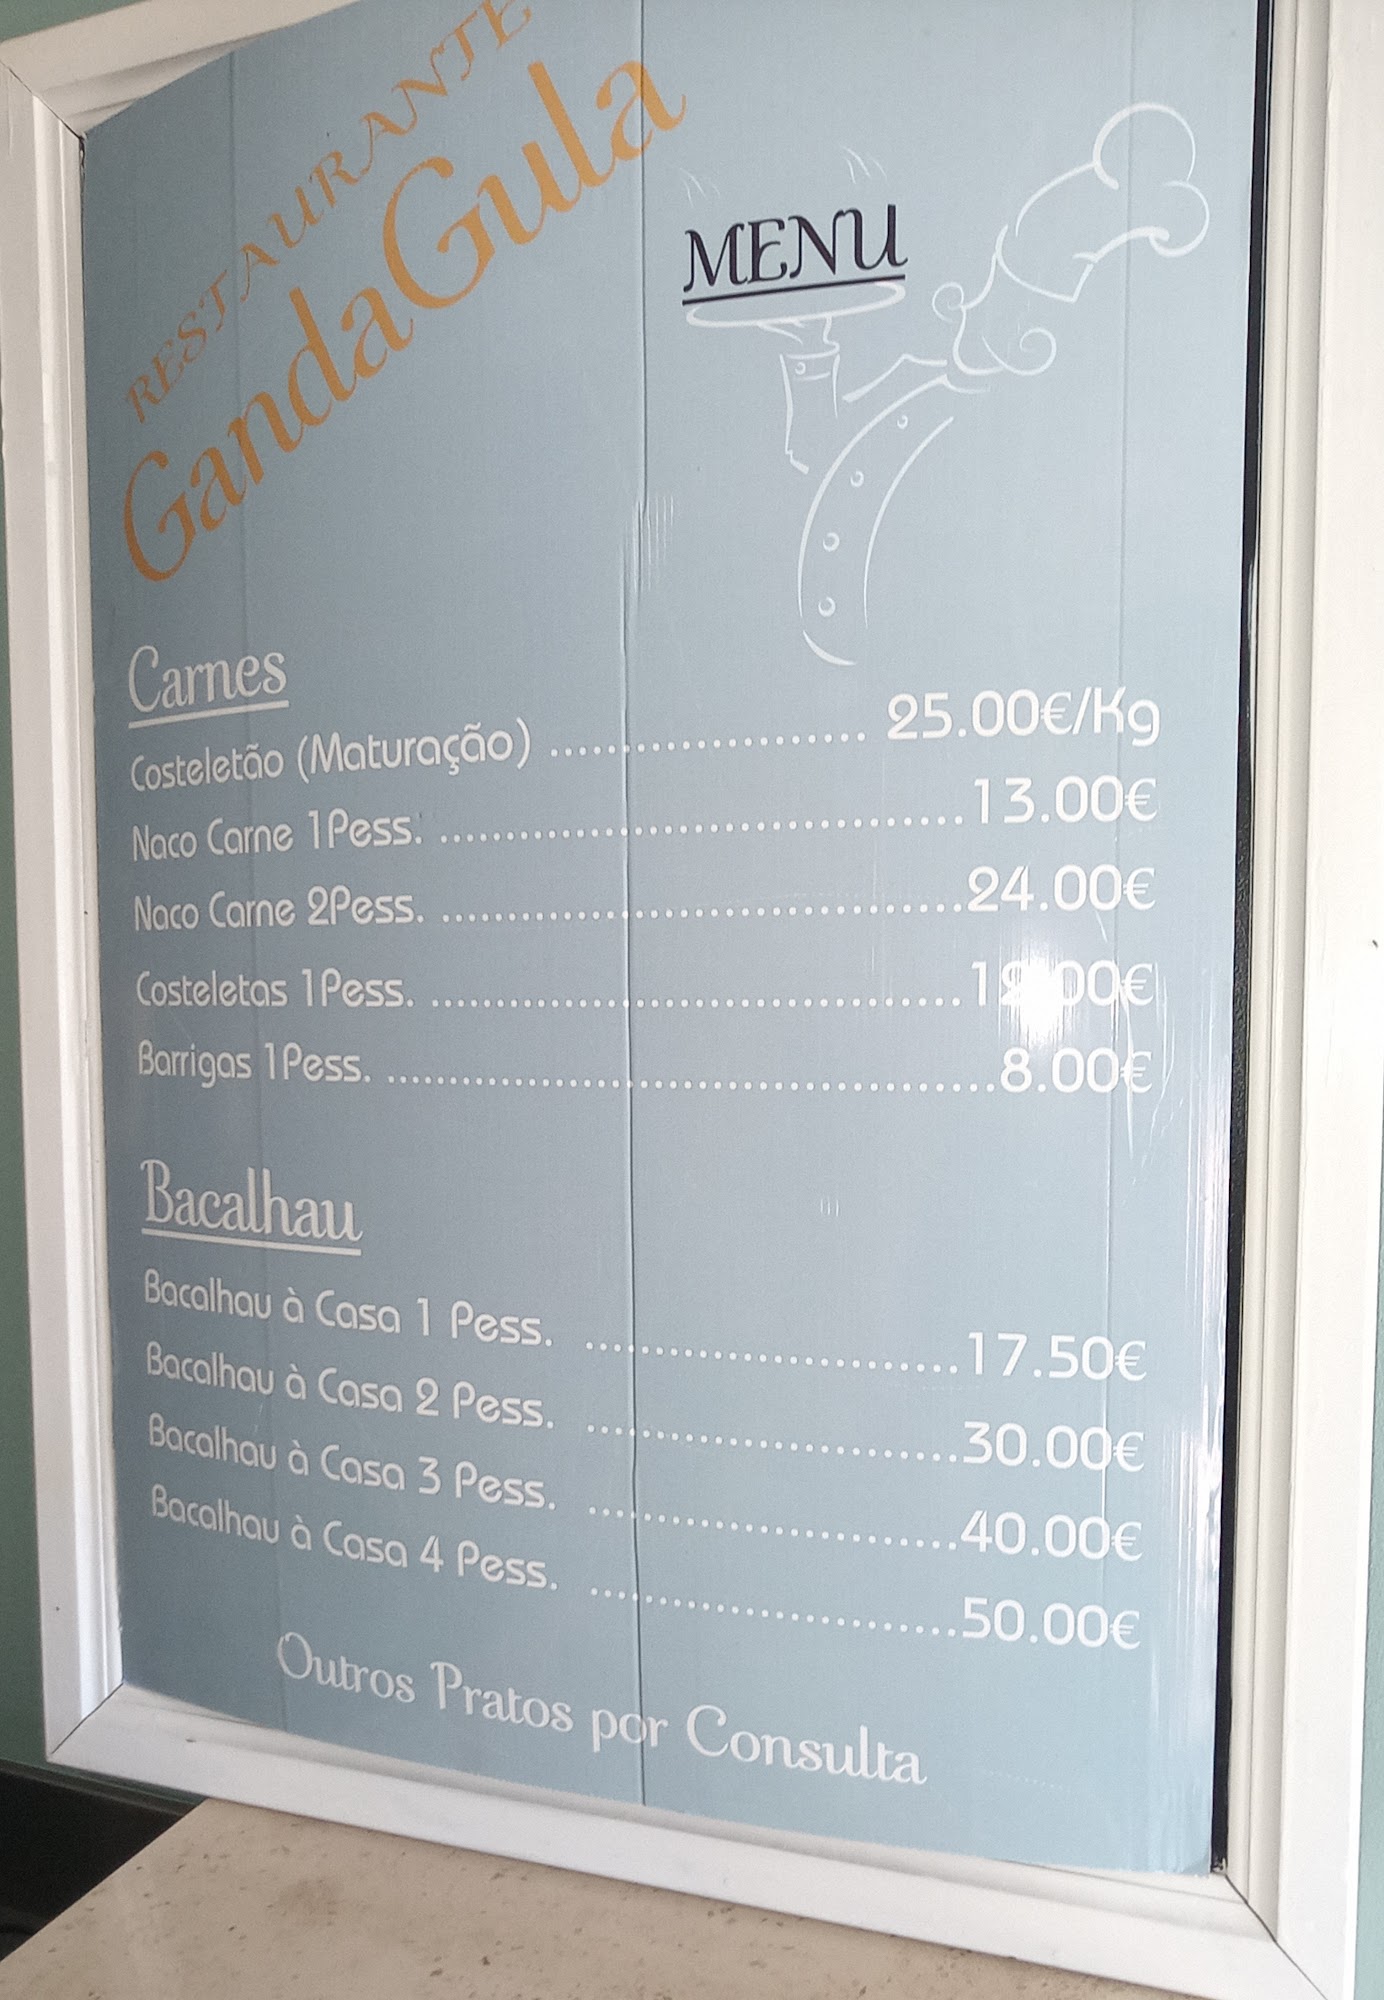 RESTAURANTE
GandaGula
MENU
Carnes
Costeletão (Maturação) ................... 25.00€/Kg
Naco Carne 1Pess. ..................................13.00€
Naco Carne 2Pess. ..................................24.00€
Costeletas 1Pess. ..................................
Barrigas 1Pess. .......................................8.00€
Bacalhau
Bacalhau à Casa 1 Pess. ..........................17.50€
Bacalhau à Casa 2 Pess. ..........................30.00€
Bacalhau à Casa 3 Pess. ..........................40.00€
Bacalhau à Casa 4 Pess. ..........................50.00€
Outros Pratos por Consulta